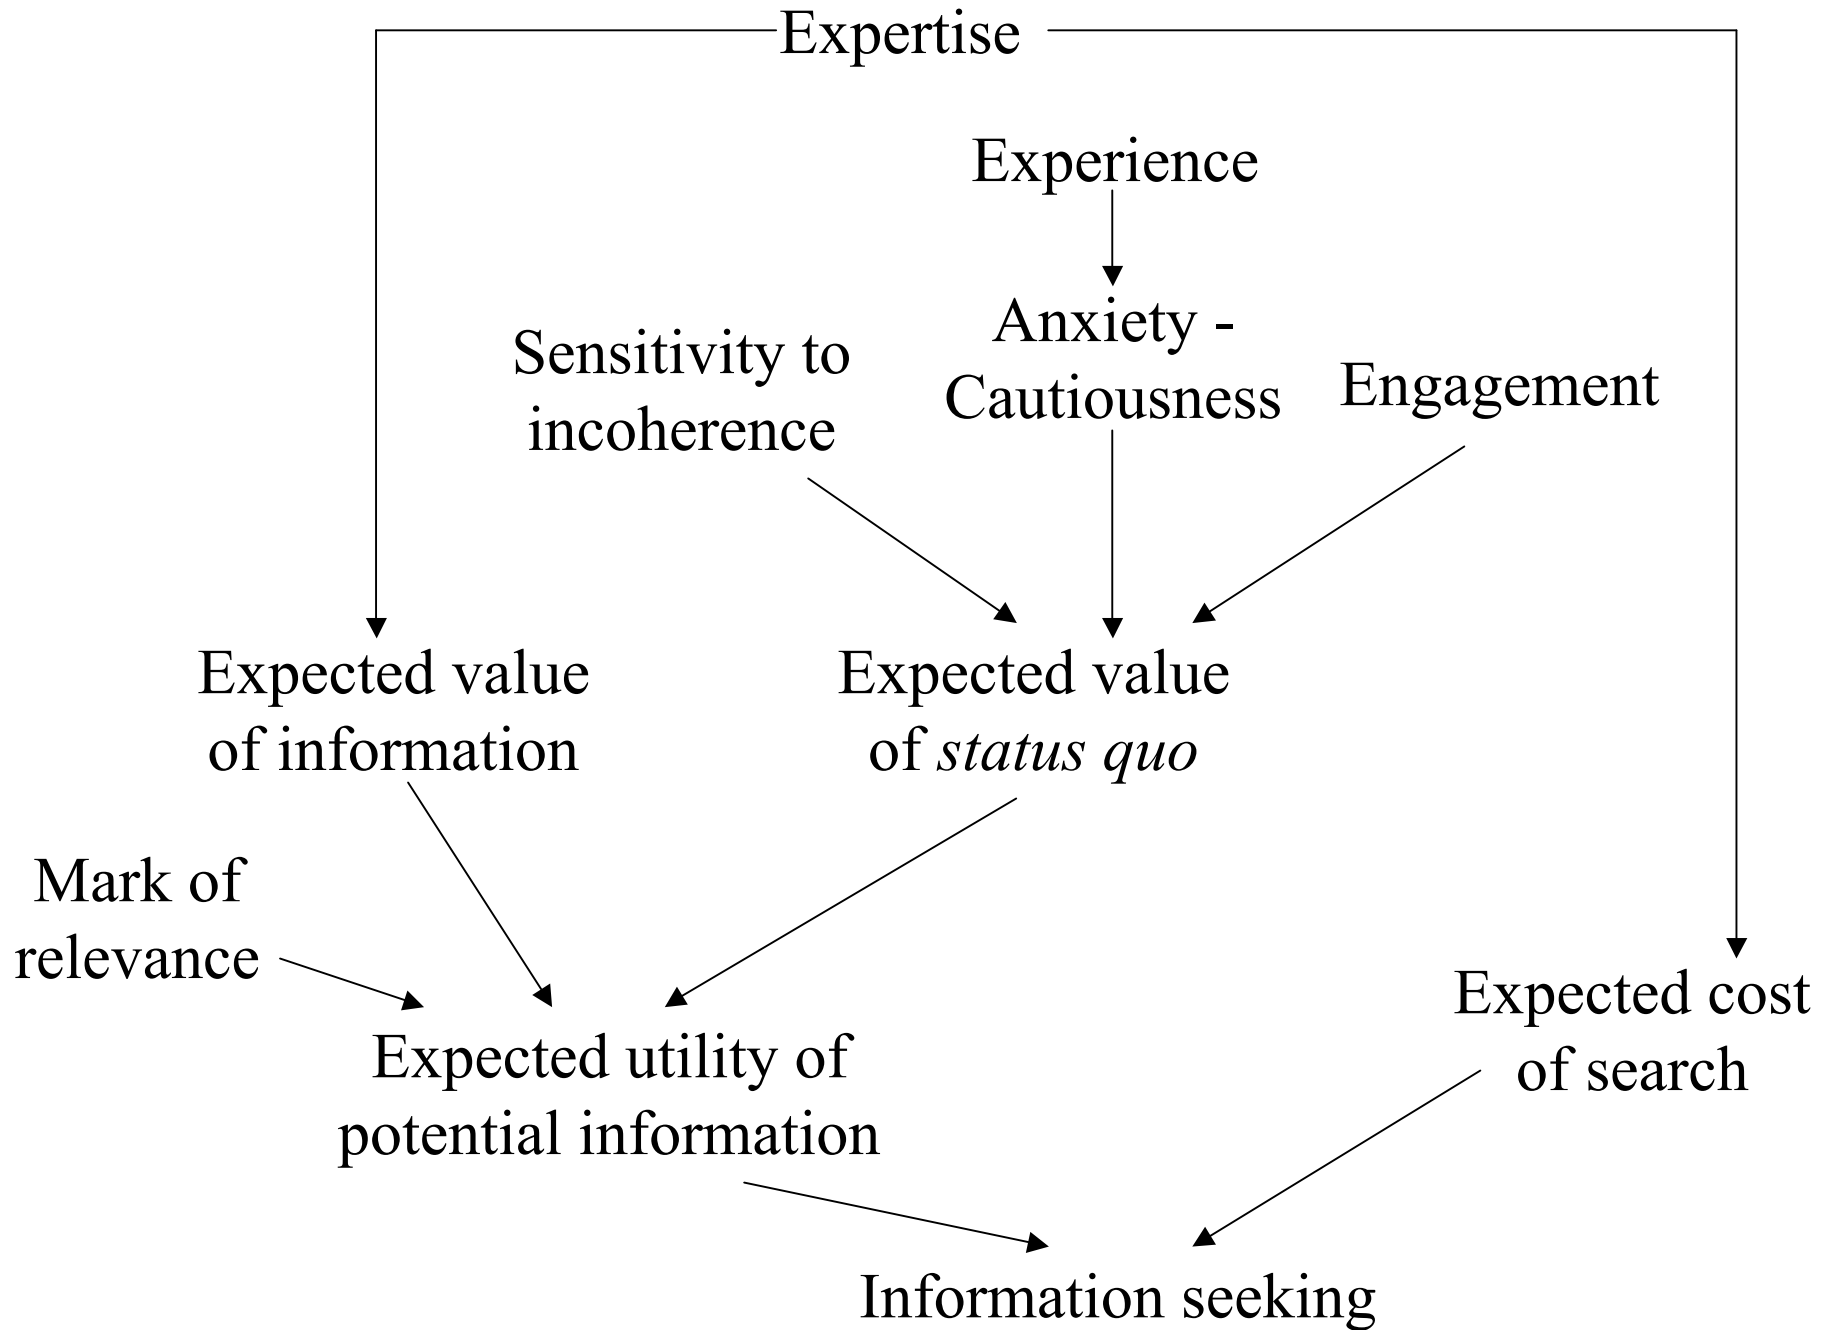 Expertise
Experience
Sensitivity to
incoherence
Anxiety -
Cautiousness
Engagement
Expected value
of information
Expected value
of status quo
Mark of
relevance
Expected utility of
potential information
Expected cost
of search
Information seeking